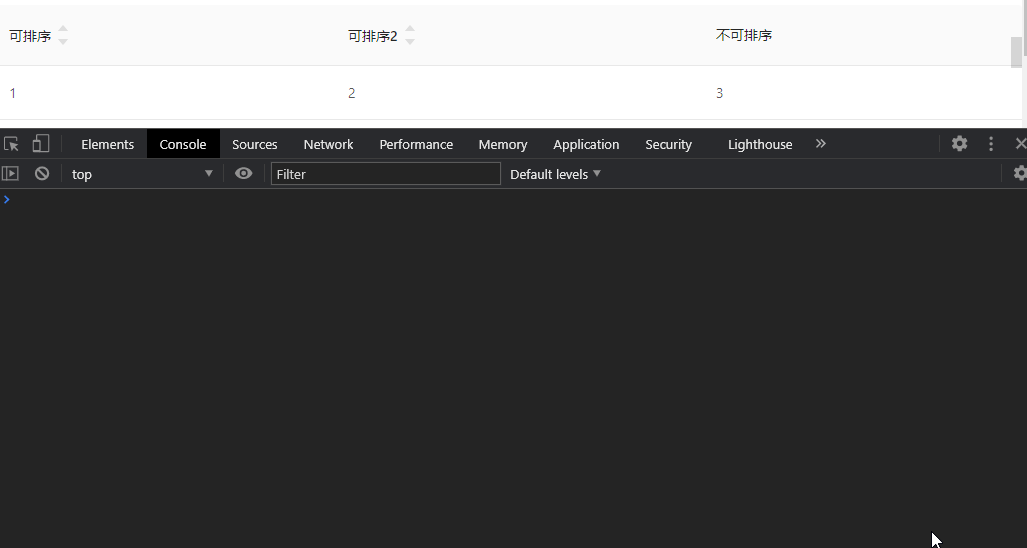 可排序 可排序2 不可排序
1 2 3
Elements Console Sources Network Performance Memory Application Security Lighthouse
top Filter Default levels